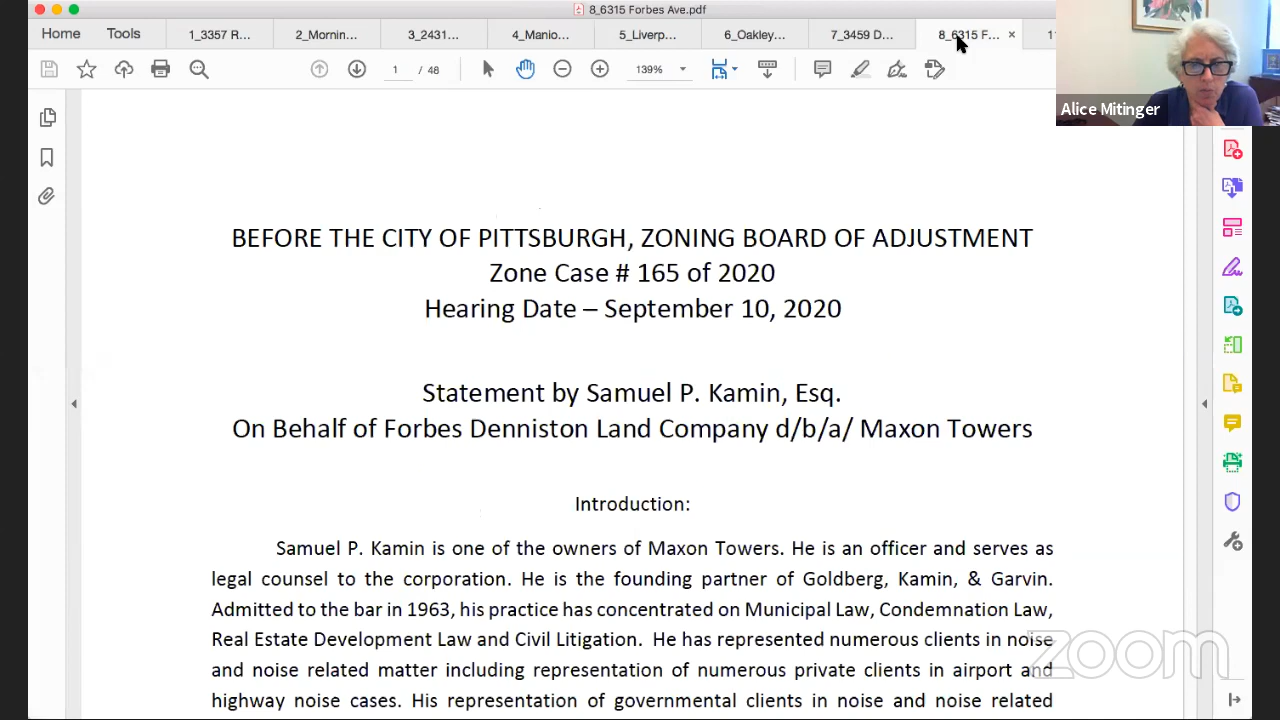 8_6315 Forbes Ave.pdf
Home Tools 1_3357 R... 2_Mornin... 3_2431... 4_Manio... 5_Liverp... 6_Oakley... 7_3459 D... 8_6315 F... ×
1 / 48 139%
Alice Mitinger
BEFORE THE CITY OF PITTSBURGH, ZONING BOARD OF ADJUSTMENT
Zone Case # 165 of 2020
Hearing Date – September 10, 2020
Statement by Samuel P. Kamin, Esq.
On Behalf of Forbes Denniston Land Company d/b/a/ Maxon Towers
Introduction:
Samuel P. Kamin is one of the owners of Maxon Towers. He is an officer and serves as
legal counsel to the corporation. He is the founding partner of Goldberg, Kamin, & Garvin.
Admitted to the bar in 1963, his practice has concentrated on Municipal Law, Condemnation Law,
Real Estate Development Law and Civil Litigation. He has represented numerous clients in noise
and noise related matter including representation of numerous private clients in airport and
highway noise cases. His representation of governmental clients in noise and noise related
zoom